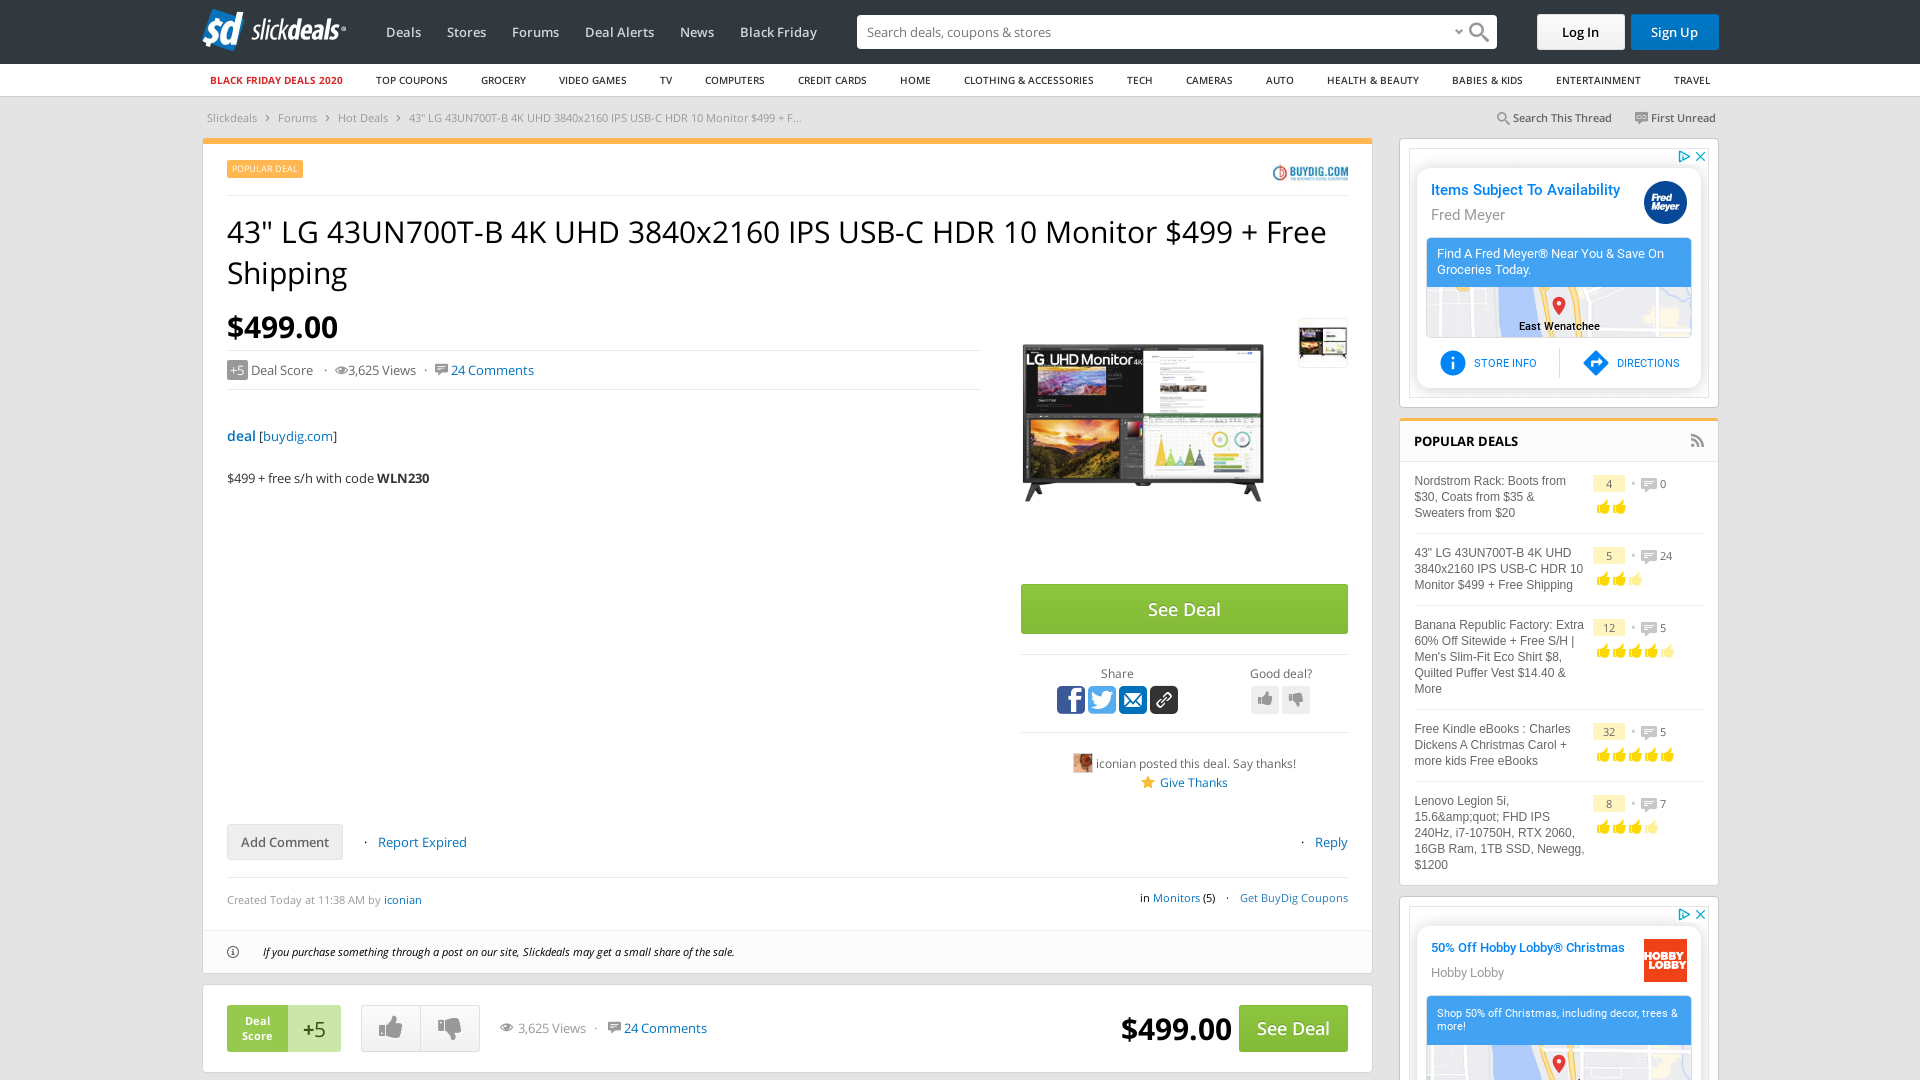 sd slickdeals
Deals Stores Forums Deal Alerts News Black Friday
Search deals, coupons & stores
Log In Sign Up
BLACK FRIDAY DEALS 2020 TOP COUPONS GROCERY VIDEO GAMES TV COMPUTERS CREDIT CARDS HOME CLOTHING & ACCESSORIES TECH CAMERAS AUTO HEALTH & BEAUTY BABIES & KIDS ENTERTAINMENT TRAVEL
Slickdeals Forums Hot Deals 43" LG 43UN700T-B 4K UHD 3840x2160 IPS USB-C HDR 10 Monitor $499 + F...
Search This Thread First Unread
POPULAR DEAL
BUYDIG.COM
43" LG 43UN700T-B 4K UHD 3840x2160 IPS USB-C HDR 10 Monitor $499 + Free
Shipping
$499.00
+5 Deal Score · 3,625 Views · 24 Comments
deal [buydig.com]
$499 + free s/h with code WLN230
LG UHD Monitor 4K
See Deal
Share Good deal?
iconian posted this deal. Say thanks!
Give Thanks
Add Comment · Report Expired
· Reply
Created Today at 11:38 AM by iconian
in Monitors (5) · Get BuyDig Coupons
If you purchase something through a post on our site, Slickdeals may get a small share of the sale.
Deal
Score
+5
3,625 Views · 24 Comments
$499.00 See Deal
Items Subject To Availability
Fred Meyer
Fred
Meyer
Find A Fred Meyer® Near You & Save On
Groceries Today.
East Wenatchee
STORE INFO DIRECTIONS
POPULAR DEALS
Nordstrom Rack: Boots from
$30, Coats from $35 &
Sweaters from $20
4 • 0
43" LG 43UN700T-B 4K UHD
3840x2160 IPS USB-C HDR 10
Monitor $499 + Free Shipping
5 • 24
Banana Republic Factory: Extra
60% Off Sitewide + Free S/H |
Men's Slim-Fit Eco Shirt $8,
Quilted Puffer Vest $14.40 &
More
12 • 5
Free Kindle eBooks : Charles
Dickens A Christmas Carol +
more kids Free eBooks
32 • 5
Lenovo Legion 5i,
15.6&amp;quot; FHD IPS
240Hz, i7-10750H, RTX 2060,
16GB Ram, 1TB SSD, Newegg,
$1200
8 • 7
50% Off Hobby Lobby® Christmas
Hobby Lobby
HOBBY
LOBBY
Shop 50% off Christmas, including decor, trees &
more!